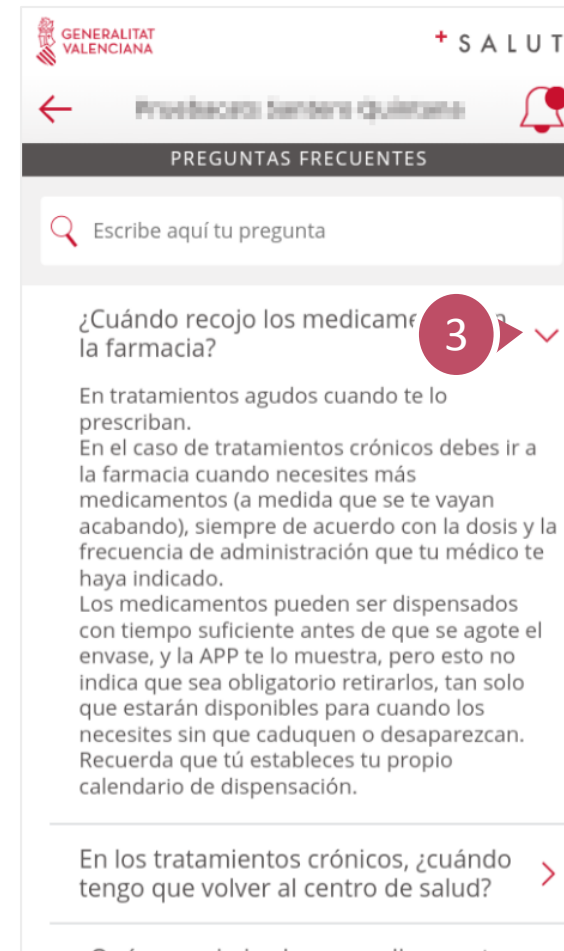 GENERALITAT
VALENCIANA
+ SALUT
PREGUNTAS FRECUENTES
Escribe aquí tu pregunta
¿Cuándo recojo los
la farmacia?
3
En tratamientos agudos cuando te lo
prescriban.
En el caso de tratamientos crónicos debes ir a
la farmacia cuando necesites más
medicamentos (a medida que se te vayan
acabando), siempre de acuerdo con la dosis y la
frecuencia de administración que tu médico te
haya indicado.
Los medicamentos pueden ser dispensados
con tiempo suficiente antes de que se agote el
envase, y la APP te lo muestra, pero esto no
indica que sea obligatorio retirarlos, tan solo
que estarán disponibles para cuando los
necesites sin que caduquen o desaparezcan.
Recuerda que tú estableces tu propio
calendario de dispensación.
En los tratamientos crónicos, ¿cuándo
tengo que volver al centro de salud?